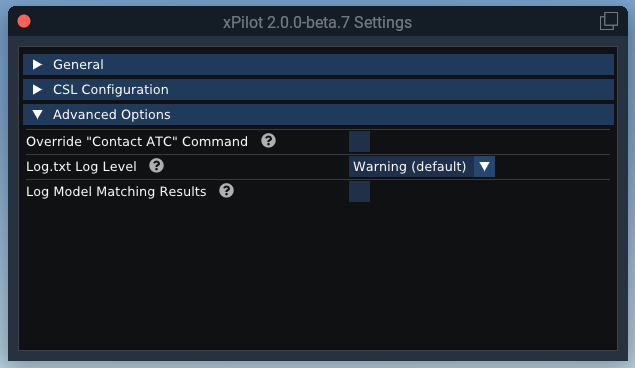 xPilot 2.0.0-beta.7 Settings
General
CSL Configuration
Advanced Options
Override "Contact ATC" Command ?
Log.txt Log Level ? Warning (default)
Log Model Matching Results ?